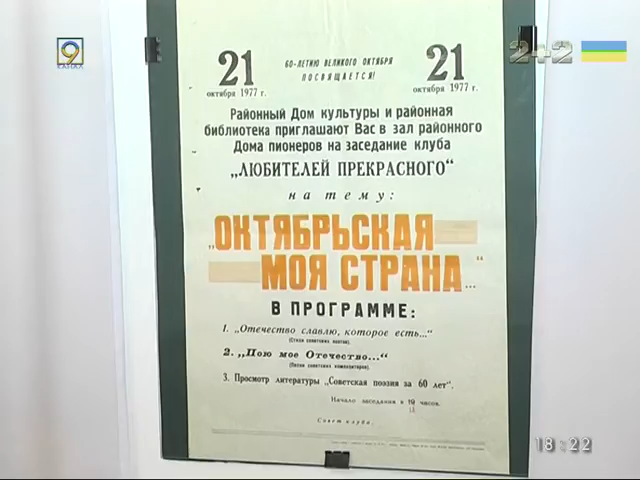 9
КАНАЛ
2+2
21
октября 1977 г.
60-ЛЕТИЮ ВЕЛИКОГО ОКТЯБРЯ
ПОСВЯЩАЕТСЯ!
21
октября 1977 г.
Районный Дом культуры и районная
библиотека приглашают Вас в зал районного
Дома пионеров на заседание клуба
„ЛЮБИТЕЛЕЙ ПРЕКРАСНОГО“
на тему:
„ОКТЯБРЬСКАЯ
МОЯ СТРАНА...“
В ПРОГРАММЕ:
1. „Отечество славлю, которое есть...“
(Стихи советских поэтов).
2. „Пою мое Отечество...“
(Песни советских композиторов).
3. Просмотр литературы „Советская поэзия за 60 лет“.
Начало заседания в часов.
Совет клуба.
18:22